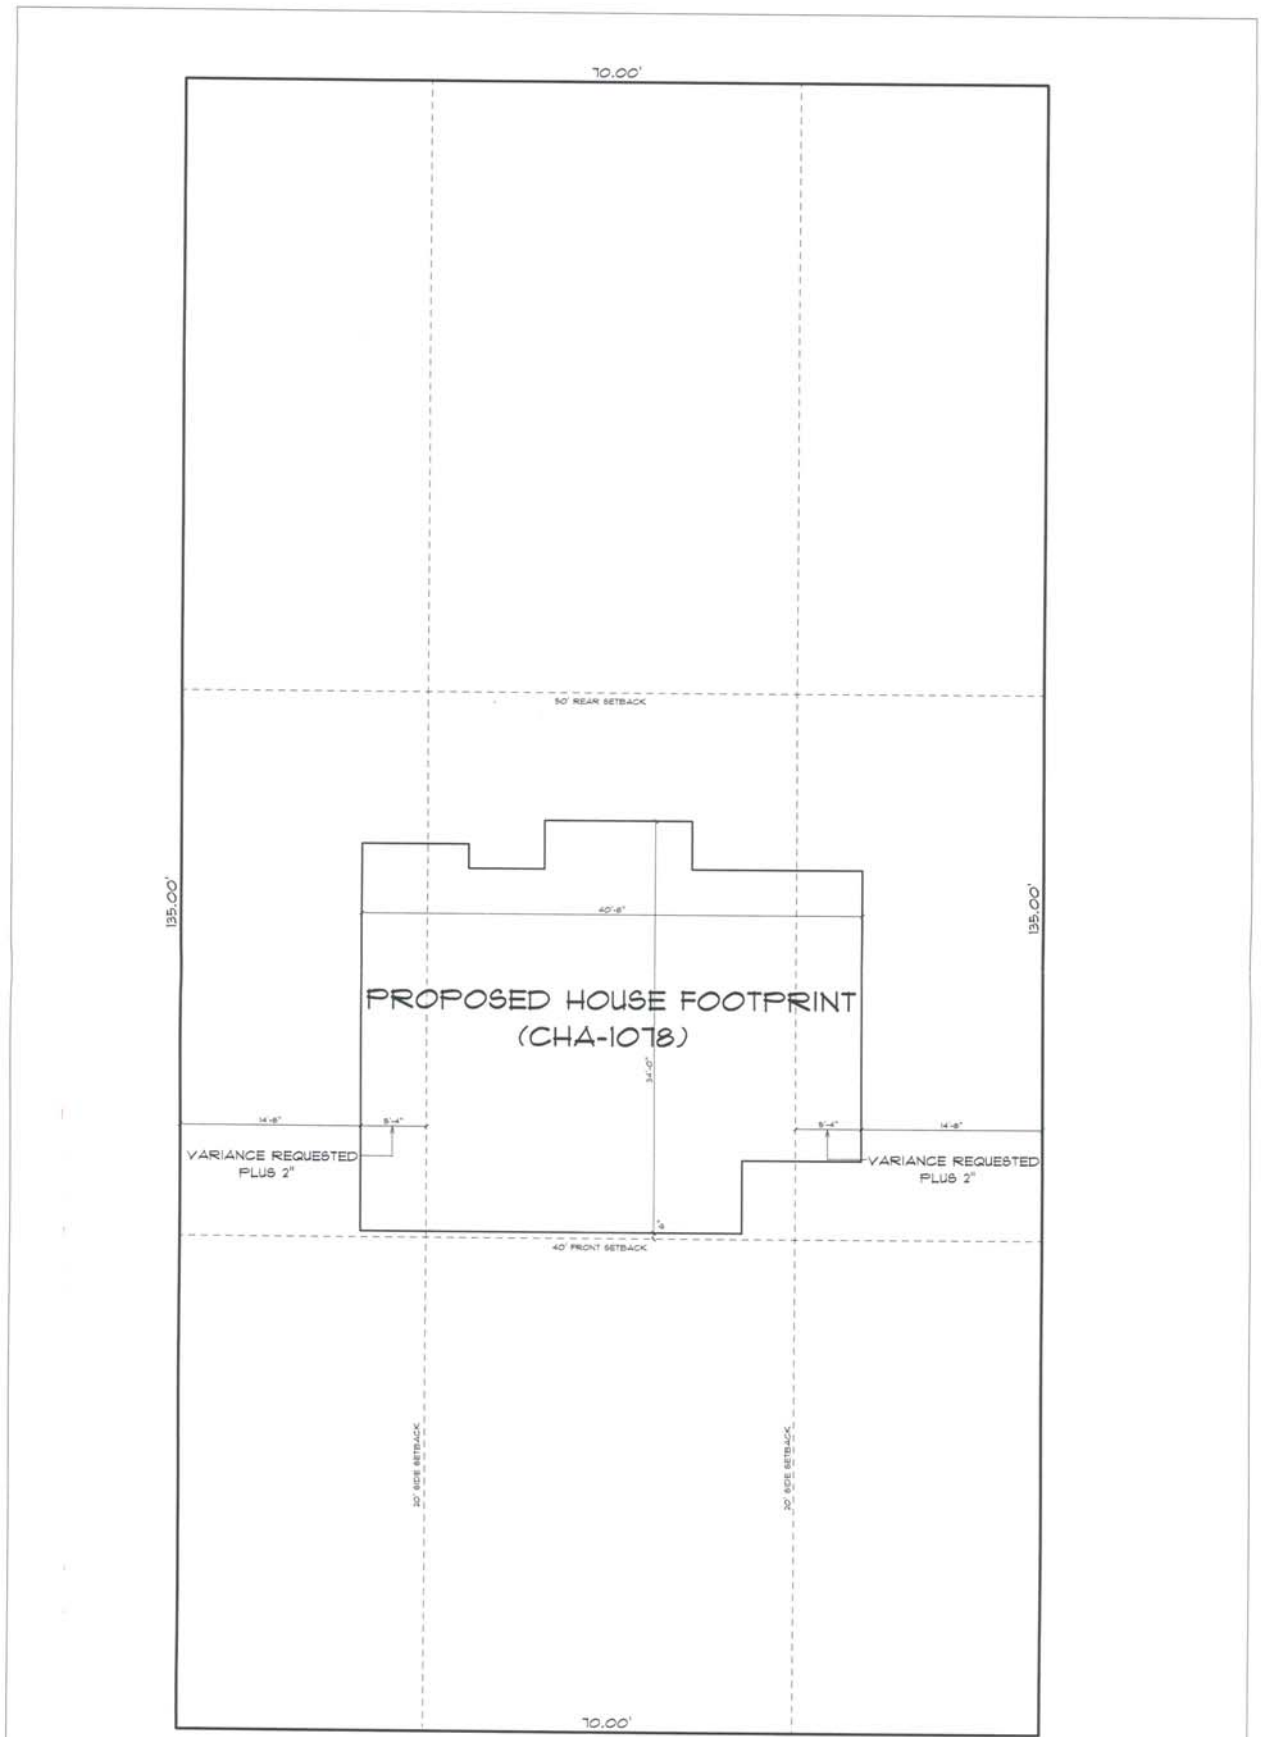 70.00'
50' REAR SETBACK
135.00'
135.00'
40'-8"
PROPOSED HOUSE FOOTPRINT
(CHA-1078)
34'-0"
14'-8"
5'-4"
5'-4"
14'-8"
VARIANCE REQUESTED
PLUS 2"
VARIANCE REQUESTED
PLUS 2"
6"
40' FRONT SETBACK
20' SIDE SETBACK
20' SIDE SETBACK
70.00'